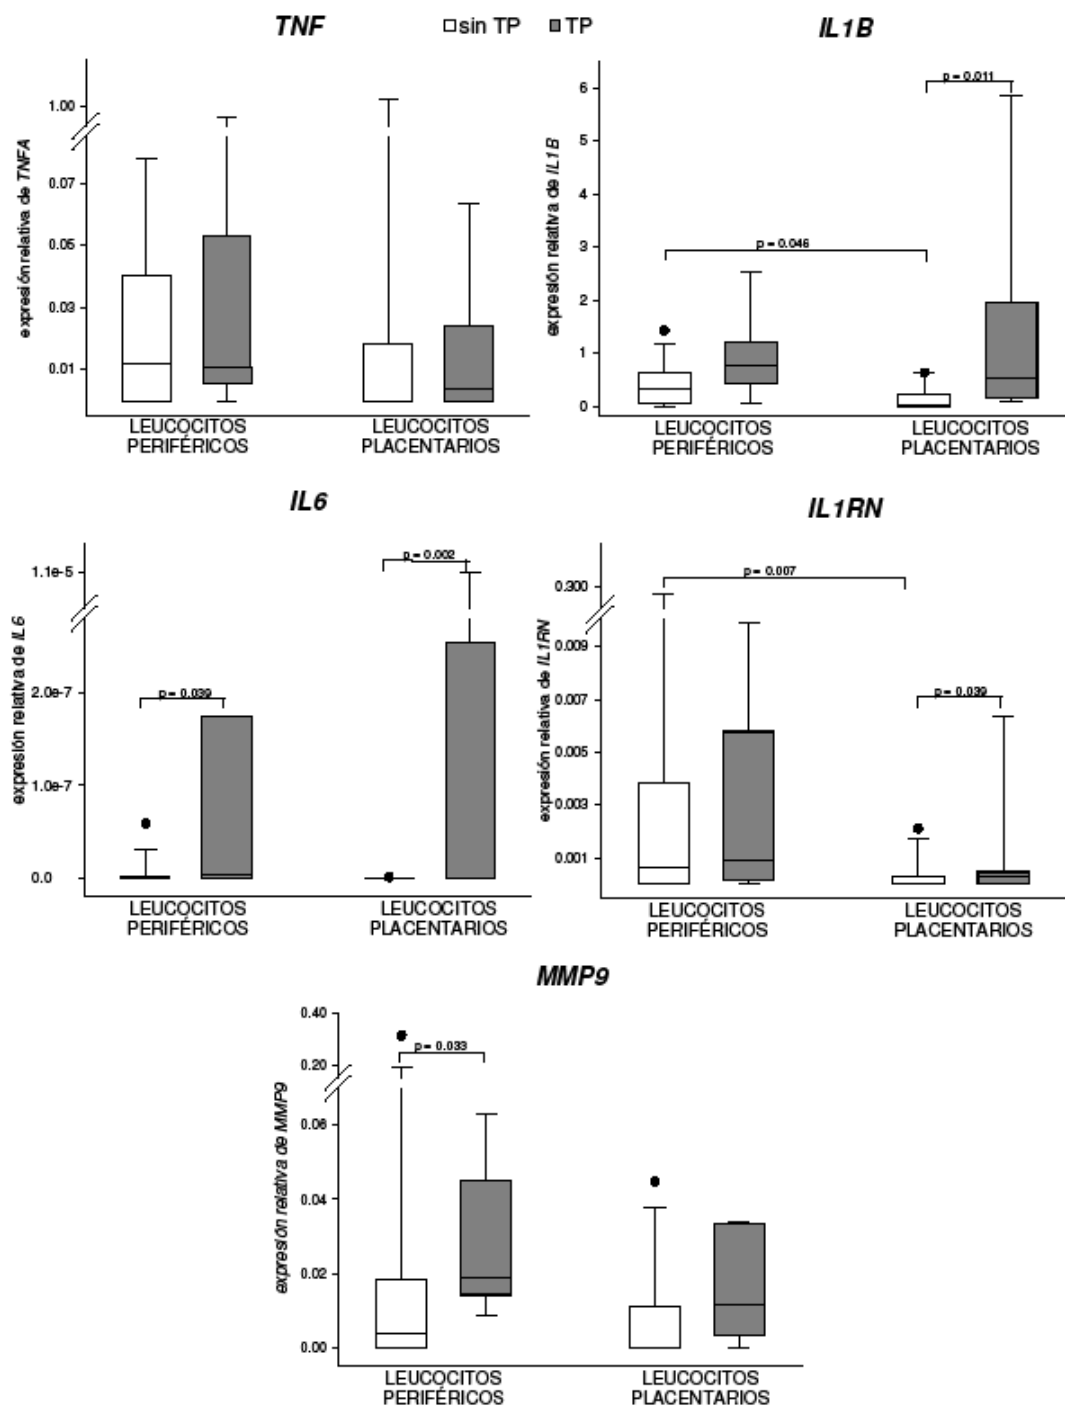 TNF
sin TP
TP
IL1B
expresión relativa de TNFA
1.00
0.07
0.05
0.03
0.01
LEUCOCITOS
PERIFÉRICOS
LEUCOCITOS
PLACENTARIOS
expresión relativa de IL1B
6
5
4
3
2
1
0
p = 0.011
p = 0.046
LEUCOCITOS
PERIFÉRICOS
LEUCOCITOS
PLACENTARIOS
IL6
IL1RN
expresión relativa de IL6
1.1e-5
2.0e-7
1.0e-7
0.0
p = 0.002
p = 0.039
LEUCOCITOS
PERIFÉRICOS
LEUCOCITOS
PLACENTARIOS
expresión relativa de IL1RN
0.300
0.009
0.007
0.005
0.003
0.001
p = 0.007
p = 0.039
LEUCOCITOS
PERIFÉRICOS
LEUCOCITOS
PLACENTARIOS
MMP9
expresión relativa de MMP9
0.40
0.20
0.06
0.04
0.02
0.00
p = 0.033
LEUCOCITOS
PERIFÉRICOS
LEUCOCITOS
PLACENTARIOS